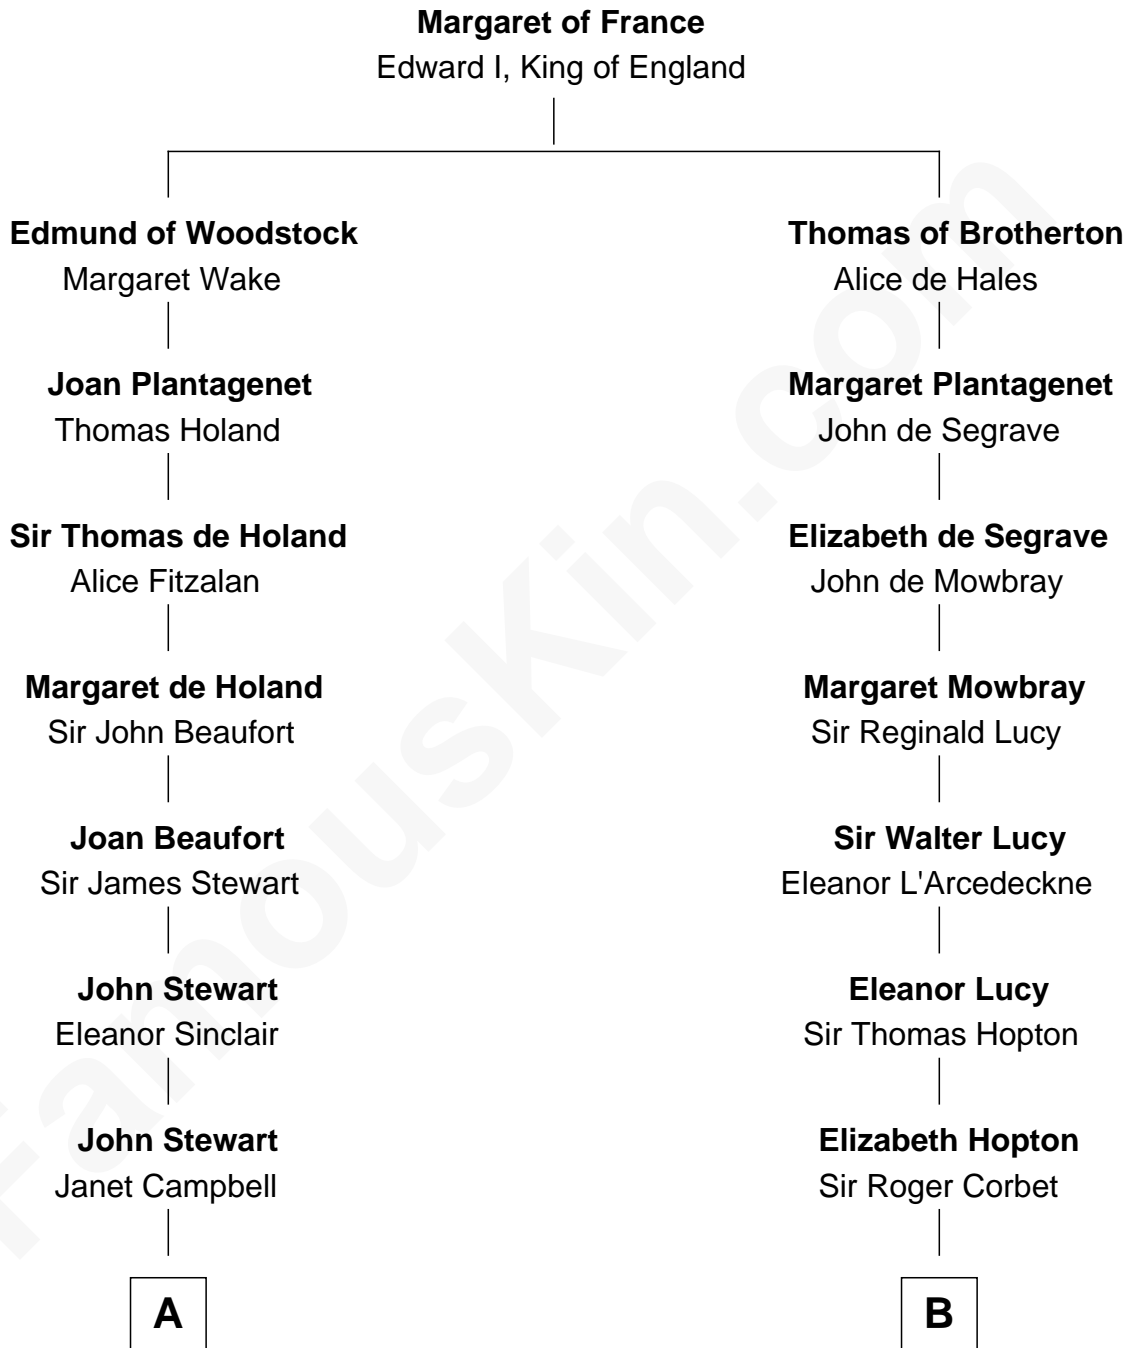 Margaret of France
Edward I, King of England
Edmund of Woodstock
Margaret Wake
Thomas of Brotherton
Alice de Hales
Joan Plantagenet
Thomas Holand
Margaret Plantagenet
John de Segrave
Sir Thomas de Holand
Alice Fitzalan
Elizabeth de Segrave
John de Mowbray
Margaret de Holand
Sir John Beaufort
Margaret Mowbray
Sir Reginald Lucy
Joan Beaufort
Sir James Stewart
Sir Walter Lucy
Eleanor L'Arcedeckne
John Stewart
Eleanor Sinclair
Eleanor Lucy
Sir Thomas Hopton
John Stewart
Janet Campbell
Elizabeth Hopton
Sir Roger Corbet
A
B
FamousKin.com